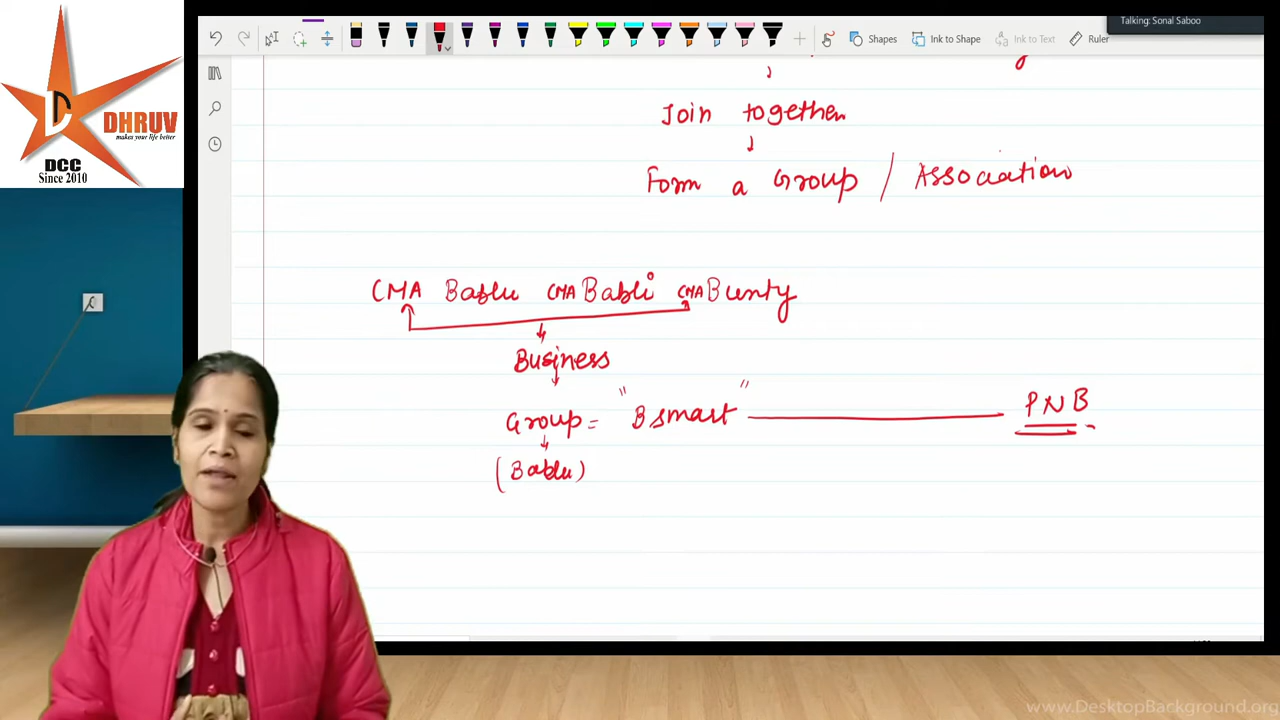 Talking: Sonal Saboo
Shapes
Ink to Shape
Ink to Text
Ruler
DHRUV
makes your life better
DCC
Since 2010
Join together
Form a Group / Association
CMA Bablu CMA Babli CMA Bunty
Business
Group = "B smart" PNB
(Bablu)
www.DesktopBackground.org